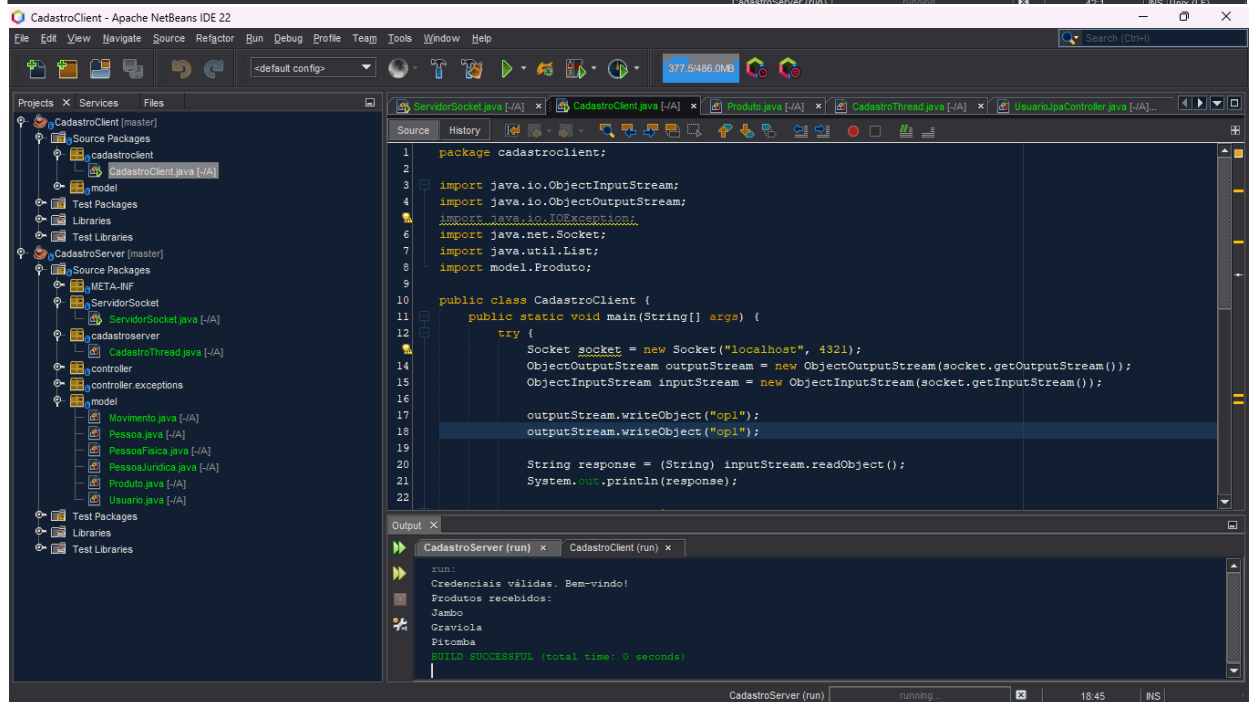 CadastroServer (run) running... 42:1 INS Unix (LF)
CadastroClient - Apache NetBeans IDE 22
File Edit View Navigate Source Refactor Run Debug Profile Team Tools Window Help
Search (Ctrl+I)
<default config>
377.5/486.0MB
Projects Services Files
CadastroClient [master]
Source Packages
cadastroclient
CadastroClient.java [-/A]
model
Test Packages
Libraries
Test Libraries
CadastroServer [master]
Source Packages
META-INF
ServidorSocket
ServidorSocket.java [-/A]
cadastroserver
CadastroThread.java [-/A]
controller
controller.exceptions
model
Movimento.java [-/A]
Pessoa.java [-/A]
PessoaFisica.java [-/A]
PessoaJuridica.java [-/A]
Produto.java [-/A]
Usuario.java [-/A]
Test Packages
Libraries
Test Libraries
ServidorSocket.java [-/A] CadastroClient.java [-/A] Produto.java [-/A] CadastroThread.java [-/A] UsuarioJpaController.java [-/A]...
Source History
1 package cadastroclient;
2
3 import java.io.ObjectInputStream;
4 import java.io.ObjectOutputStream;
import java.io.IOException;
6 import java.net.Socket;
7 import java.util.List;
8 import model.Produto;
9
10 public class CadastroClient {
11 public static void main(String[] args) {
12 try {
Socket socket = new Socket("localhost", 4321);
14 ObjectOutputStream outputStream = new ObjectOutputStream(socket.getOutputStream());
15 ObjectInputStream inputStream = new ObjectInputStream(socket.getInputStream());
16
17 outputStream.writeObject("op1");
18 outputStream.writeObject("op1");
19
20 String response = (String) inputStream.readObject();
21 System.out.println(response);
22
Output
CadastroServer (run) CadastroClient (run)
run:
Credenciais válidas. Bem-vindo!
Produtos recebidos:
Jambo
Graviola
Pitomba
BUILD SUCCESSFUL (total time: 0 seconds)
CadastroServer (run) running... 18:45 INS